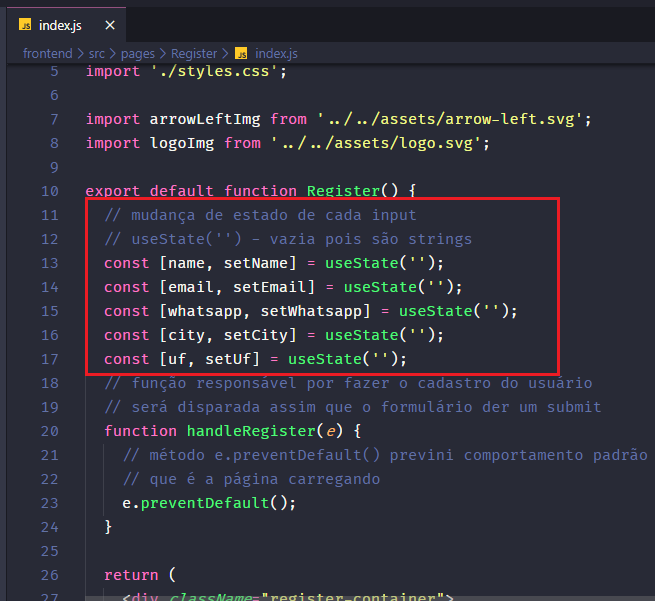 index.js
frontend > src > pages > Register > index.js
5 import './styles.css';
6
7 import arrowLeftImg from '../../assets/arrow-left.svg';
8 import logoImg from '../../assets/logo.svg';
9
10 export default function Register() {
11 // mudança de estado de cada input
12 // useState('') - vazia pois são strings
13 const [name, setName] = useState('');
14 const [email, setEmail] = useState('');
15 const [whatsapp, setWhatsapp] = useState('');
16 const [city, setCity] = useState('');
17 const [uf, setUf] = useState('');
18 // função responsável por fazer o cadastro do usuário
19 // será disparada assim que o formulário der um submit
20 function handleRegister(e) {
21 // método e.preventDefault() previni comportamento padrão
22 // que é a página carregando
23 e.preventDefault();
24 }
25
26 return (
27 <div className="register-container">